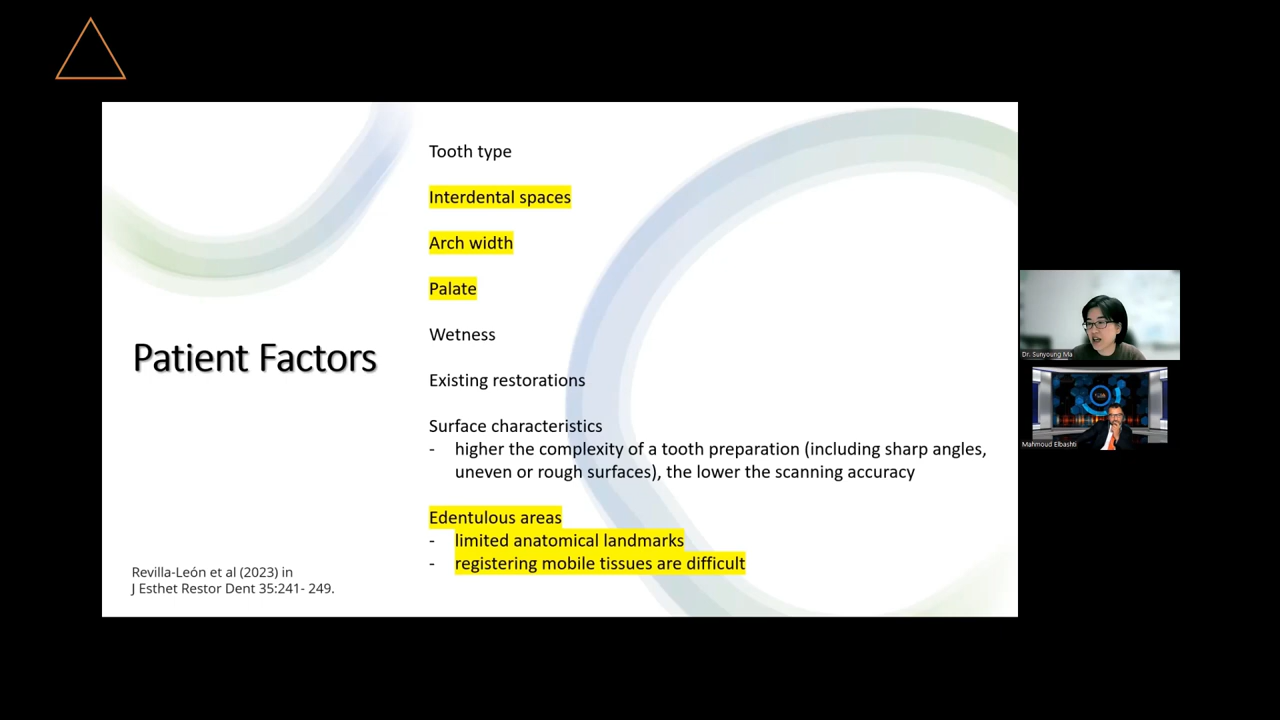 Tooth type
Interdental spaces
Arch width
Palate
Wetness
Patient Factors
Existing restorations
Surface characteristics
- higher the complexity of a tooth preparation (including sharp angles,
uneven or rough surfaces), the lower the scanning accuracy
Edentulous areas
- limited anatomical landmarks
- registering mobile tissues are difficult
Revilla-León et al (2023) in
J Esthet Restor Dent 35:241- 249.
Dr. Sunyoung Ma
Mahmoud Elbashti